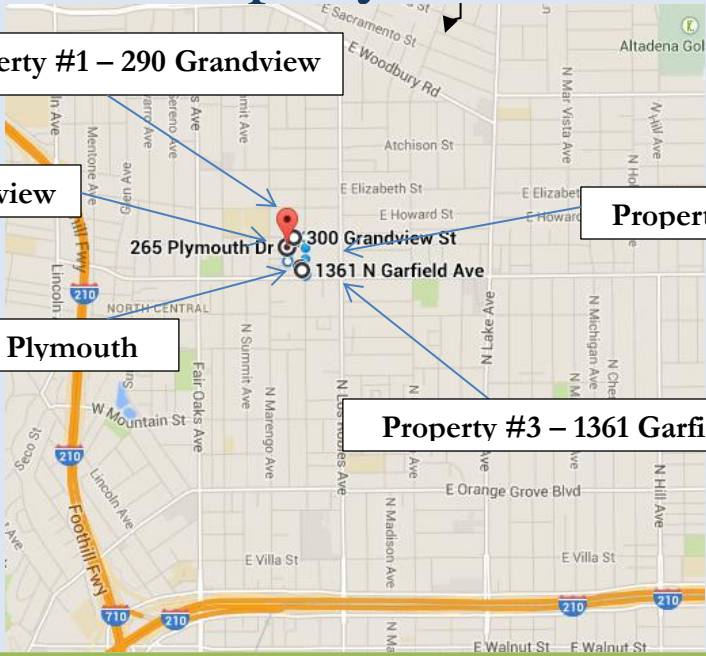 E Sacramento St
E Woodbury Rd
Altadena Gol
erty #1 – 290 Grandview
N Mar Vista Ave
Mentone Ave
Glen Ave
Atchison St
E Elizabeth St
E Howard St
view
Propert
300 Grandview St
265 Plymouth Dr
1361 N Garfield Ave
210
Lincoln
NORTH CENTRAL
Plymouth
N Lake Ave
N Summit Ave
N Marengo Ave
Fair Oaks Ave
N Michigan Ave
N Los Robles Ave
W Mountain St
Property #3 – 1361 Garfi
Seco St
210
Lincoln Ave
Foothill Fwy
E Orange Grove Blvd
N Madison Ave
N Hill Ave
E Villa St
E Villa St
710
210
210
210
E Walnut St
E Walnut St